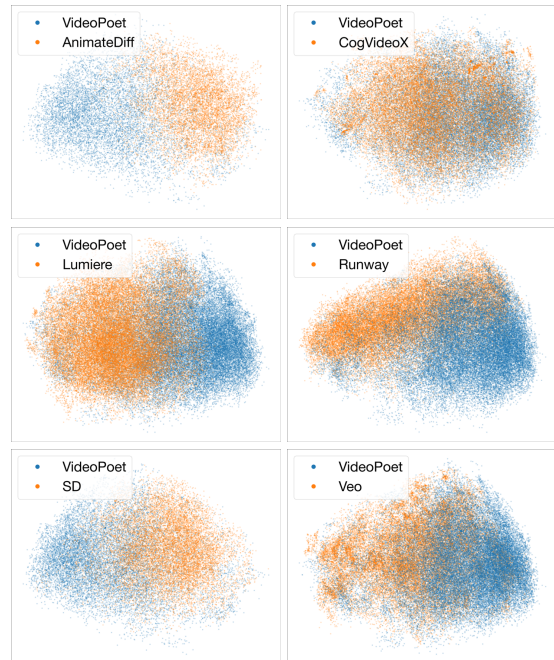 VideoPoet
AnimateDiff
VideoPoet
CogVideoX
VideoPoet
Lumiere
VideoPoet
Runway
VideoPoet
SD
VideoPoet
Veo